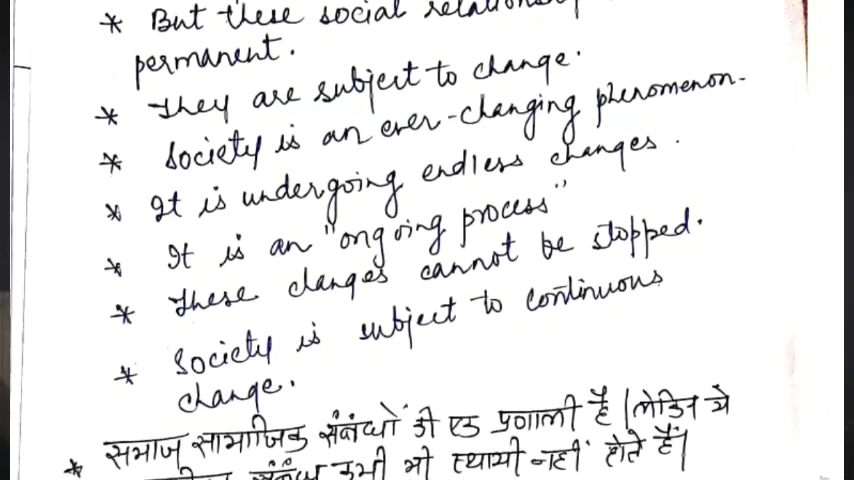 * But these social relationship
permanent.
* They are subject to change.
* Society is an ever-changing phenomenon.
* It is undergoing endless changes.
* It is an "ongoing process"
* These clanges cannot be stopped.
* Society is subject to continuous
change.
* समाज सामाजिक संबंधों की एक प्रणाली है। लेकिन ये
संबंध कभी भी स्थायी नहीं होते हैं।